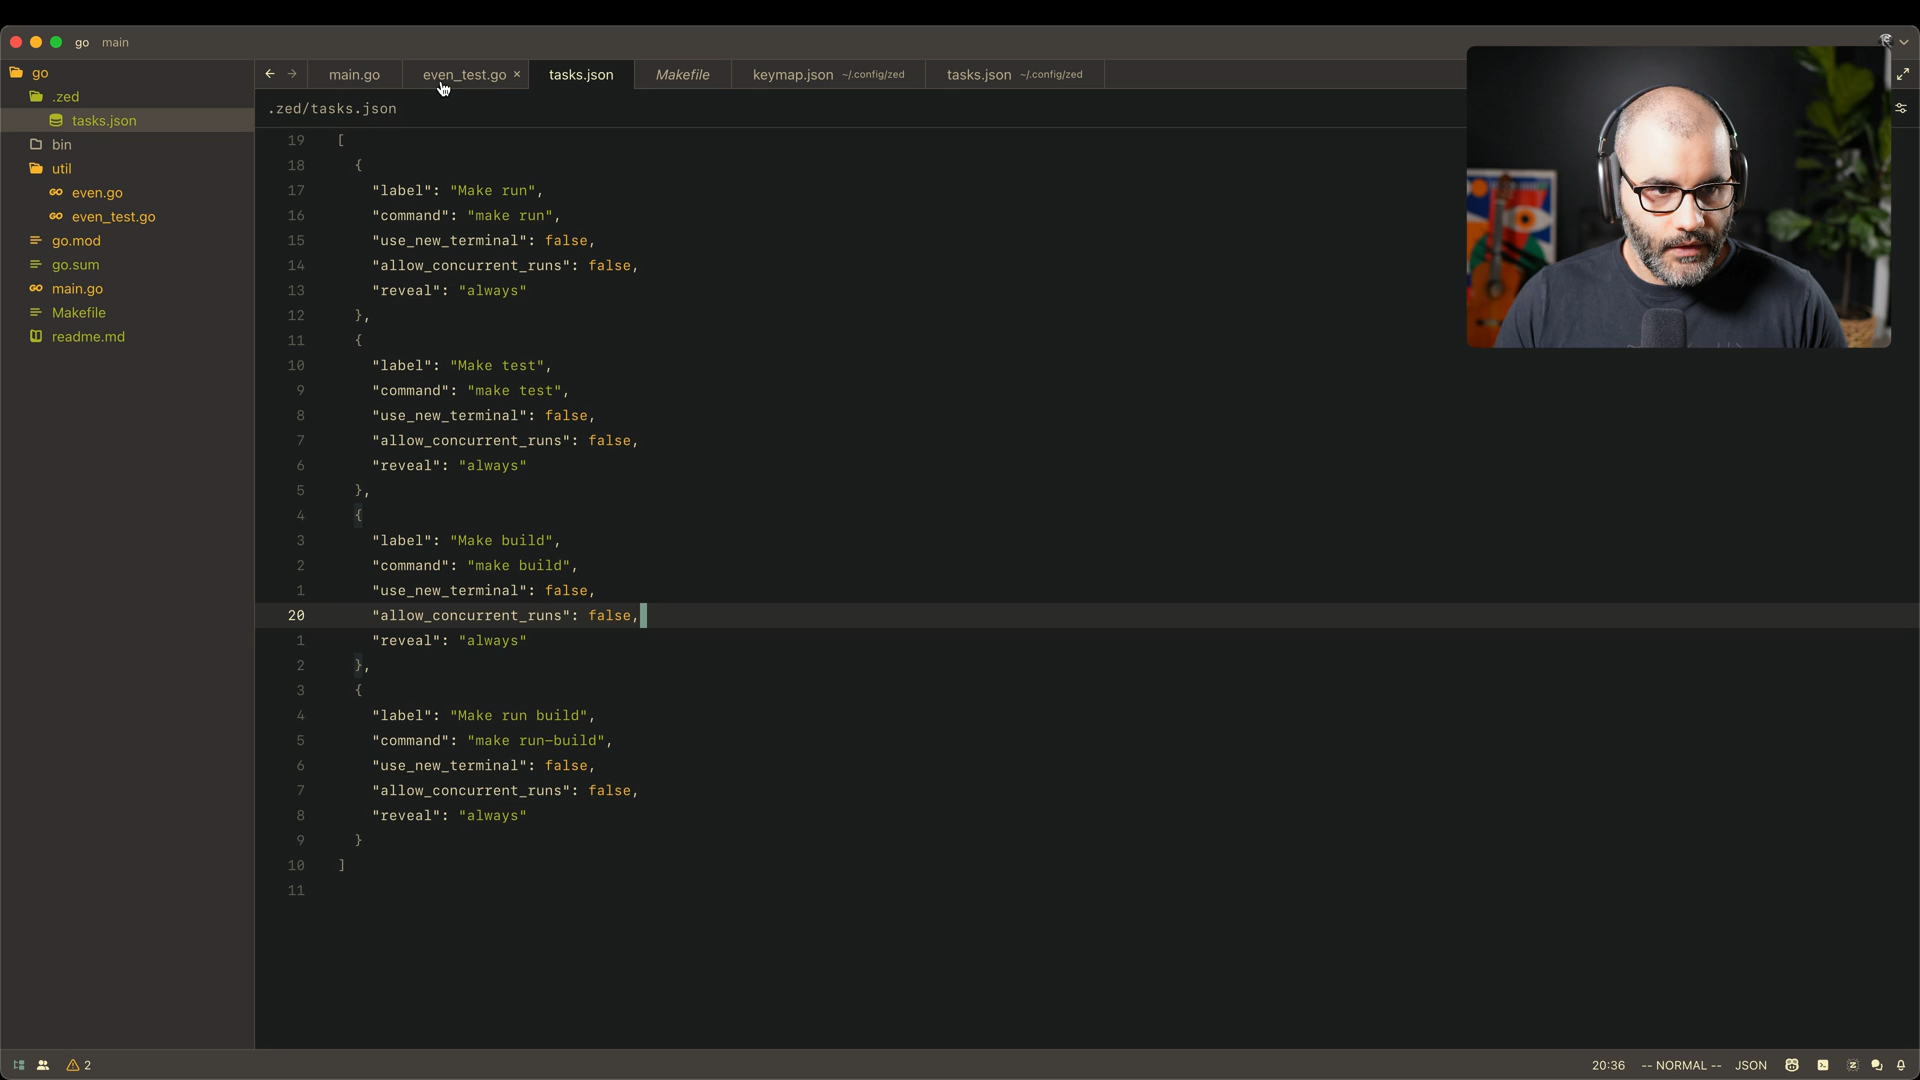 go main
go
.zed
tasks.json
bin
util
even.go
even_test.go
go.mod
go.sum
main.go
Makefile
readme.md
main.go even_test.go × tasks.json Makefile keymap.json ~/.config/zed tasks.json ~/.config/zed
.zed/tasks.json
19 [
18 {
17 "label": "Make run",
16 "command": "make run",
15 "use_new_terminal": false,
14 "allow_concurrent_runs": false,
13 "reveal": "always"
12 },
11 {
10 "label": "Make test",
9 "command": "make test",
8 "use_new_terminal": false,
7 "allow_concurrent_runs": false,
6 "reveal": "always"
5 },
4 {
3 "label": "Make build",
2 "command": "make build",
1 "use_new_terminal": false,
20 "allow_concurrent_runs": false,
1 "reveal": "always"
2 },
3 {
4 "label": "Make run build",
5 "command": "make run-build",
6 "use_new_terminal": false,
7 "allow_concurrent_runs": false,
8 "reveal": "always"
9 }
10 ]
11
2 20:36 -- NORMAL -- JSON